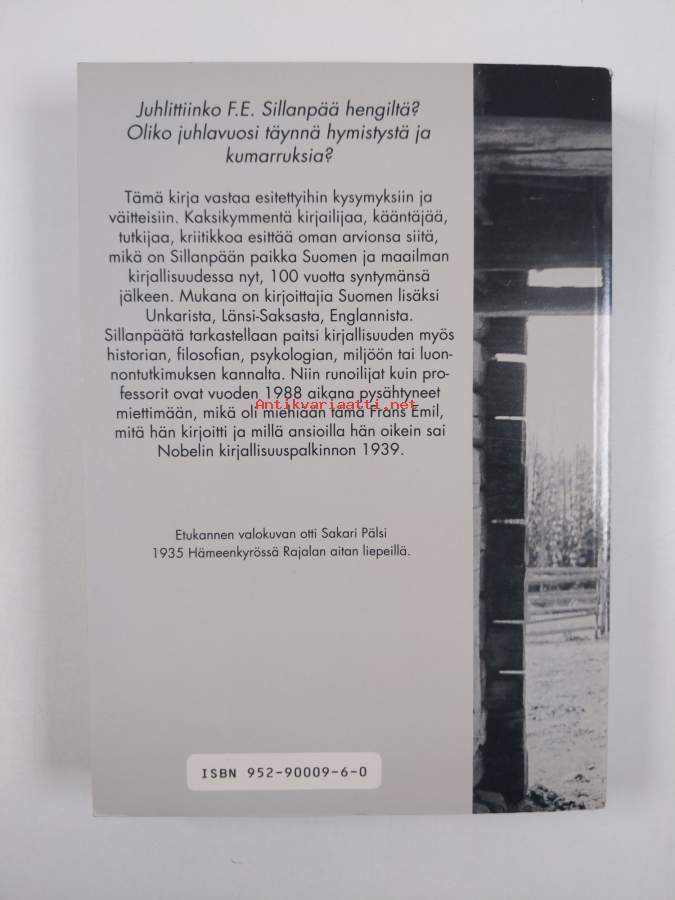 Juhlittiinko F.E. Sillanpää hengiltä?
Oliko juhlavuosi täynnä hymistystä ja
kumarruksia?
Tämä kirja vastaa esitettyihin kysymyksiin ja
väitteisiin. Kaksikymmentä kirjailijaa, kääntäjää,
tutkijaa, kriitikkoa esittää oman arvionsa siitä,
mikä on Sillanpään paikka Suomen ja maailman
kirjallisuudessa nyt, 100 vuotta syntymänsä
jälkeen. Mukana on kirjoittajia Suomen lisäksi
Unkarista, Länsi-Saksasta, Englannista.
Sillanpäätä tarkastellaan paitsi kirjallisuuden myös
historian, filosofian, psykologian, miljöön tai luon-
nontutkimuksen kannalta. Niin runoilijat kuin pro-
fessorit ovat vuoden 1988 aikana pysähtyneet
Antikvariaatti.net
miettimään, mikä oli miehiään tämä Frans Emil,
mitä hän kirjoitti ja millä ansioilla hän oikein sai
Nobelin kirjallisuuspalkinnon 1939.
Etukannen valokuvan otti Sakari Pälsi
1935 Hämeenkyrössä Rajalan aitan liepeillä.
ISBN 952-90009-6-0